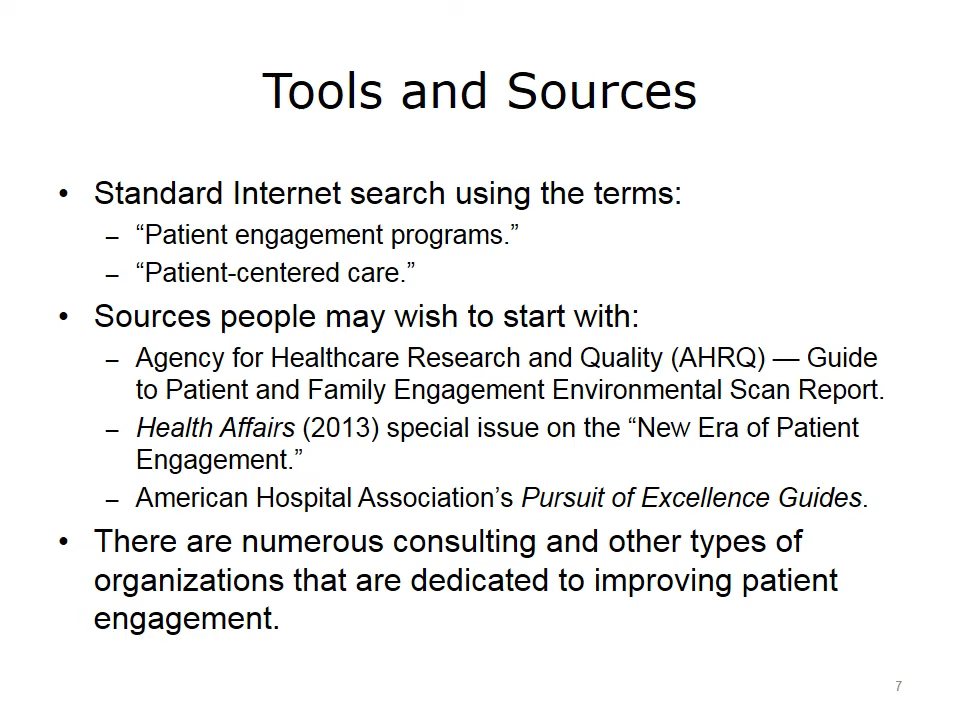 Tools and Sources
• Standard Internet search using the terms:
– “Patient engagement programs.”
– “Patient-centered care.”
• Sources people may wish to start with:
– Agency for Healthcare Research and Quality (AHRQ) — Guide
to Patient and Family Engagement Environmental Scan Report.
– Health Affairs (2013) special issue on the “New Era of Patient
Engagement.”
– American Hospital Association’s Pursuit of Excellence Guides.
• There are numerous consulting and other types of
organizations that are dedicated to improving patient
engagement.
7